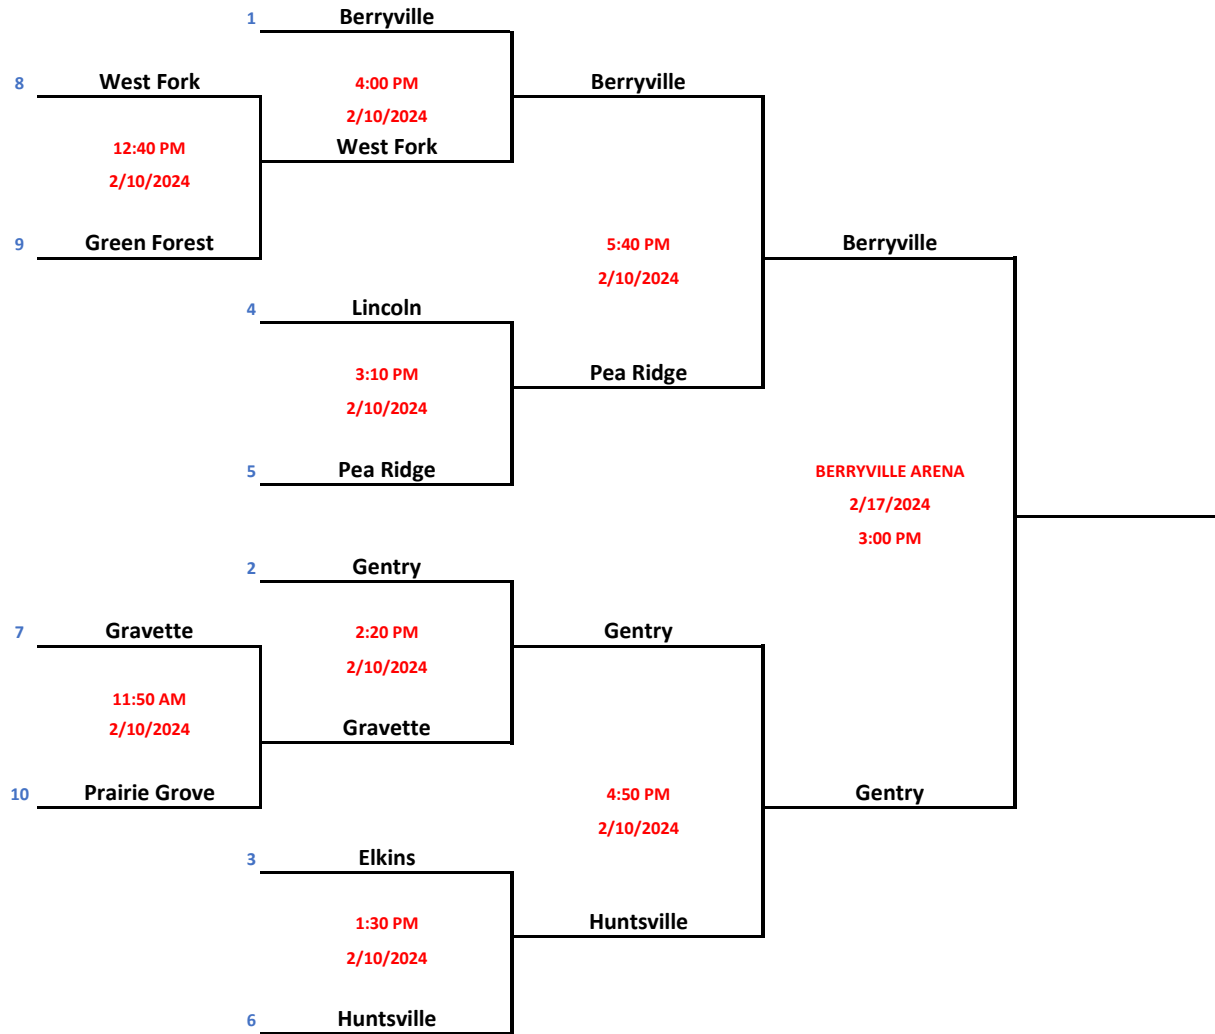 1 Berryville
8 West Fork
4:00 PM
2/10/2024
Berryville
12:40 PM
2/10/2024
West Fork
9 Green Forest
5:40 PM
2/10/2024
Berryville
4 Lincoln
3:10 PM
2/10/2024
Pea Ridge
5 Pea Ridge
BERRYVILLE ARENA
2/17/2024
3:00 PM
2 Gentry
7 Gravette
2:20 PM
2/10/2024
Gentry
11:50 AM
2/10/2024
Gravette
10 Prairie Grove
4:50 PM
2/10/2024
Gentry
3 Elkins
1:30 PM
2/10/2024
Huntsville
6 Huntsville